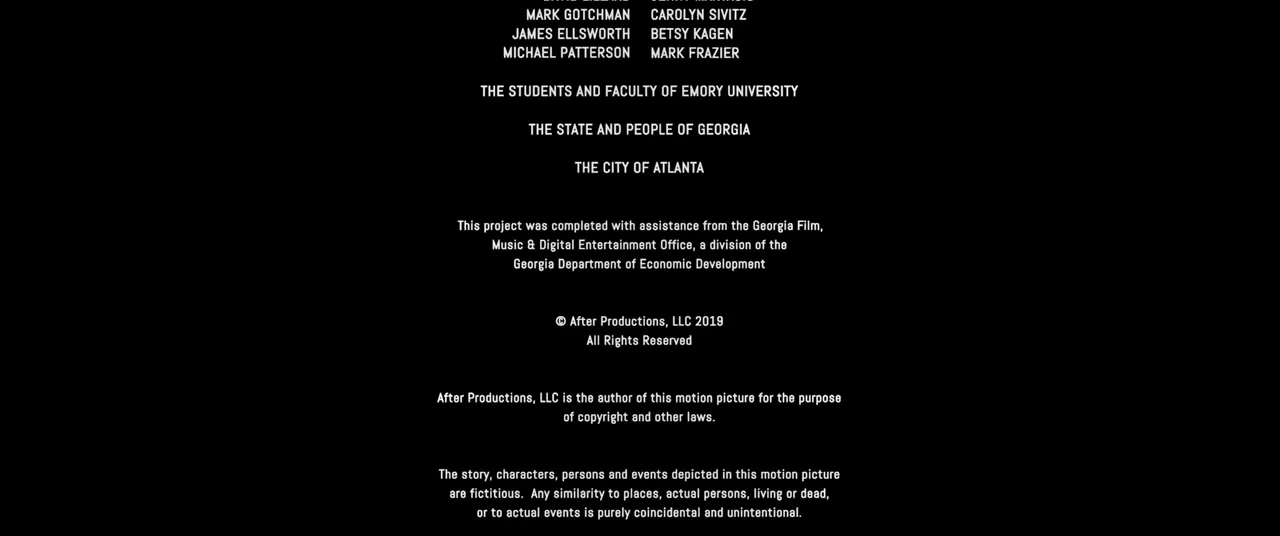 MARK GOTCHMAN CAROLYN SIVITZ
JAMES ELLSWORTH BETSY KAGEN
MICHAEL PATTERSON MARK FRAZIER
THE STUDENTS AND FACULTY OF EMORY UNIVERSITY
THE STATE AND PEOPLE OF GEORGIA
THE CITY OF ATLANTA
This project was completed with assistance from the Georgia Film,
Music & Digital Entertainment Office, a division of the
Georgia Department of Economic Development
© After Productions, LLC 2019
All Rights Reserved
After Productions, LLC is the author of this motion picture for the purpose
of copyright and other laws.
The story, characters, persons and events depicted in this motion picture
are fictitious.  Any similarity to places, actual persons, living or dead,
or to actual events is purely coincidental and unintentional.